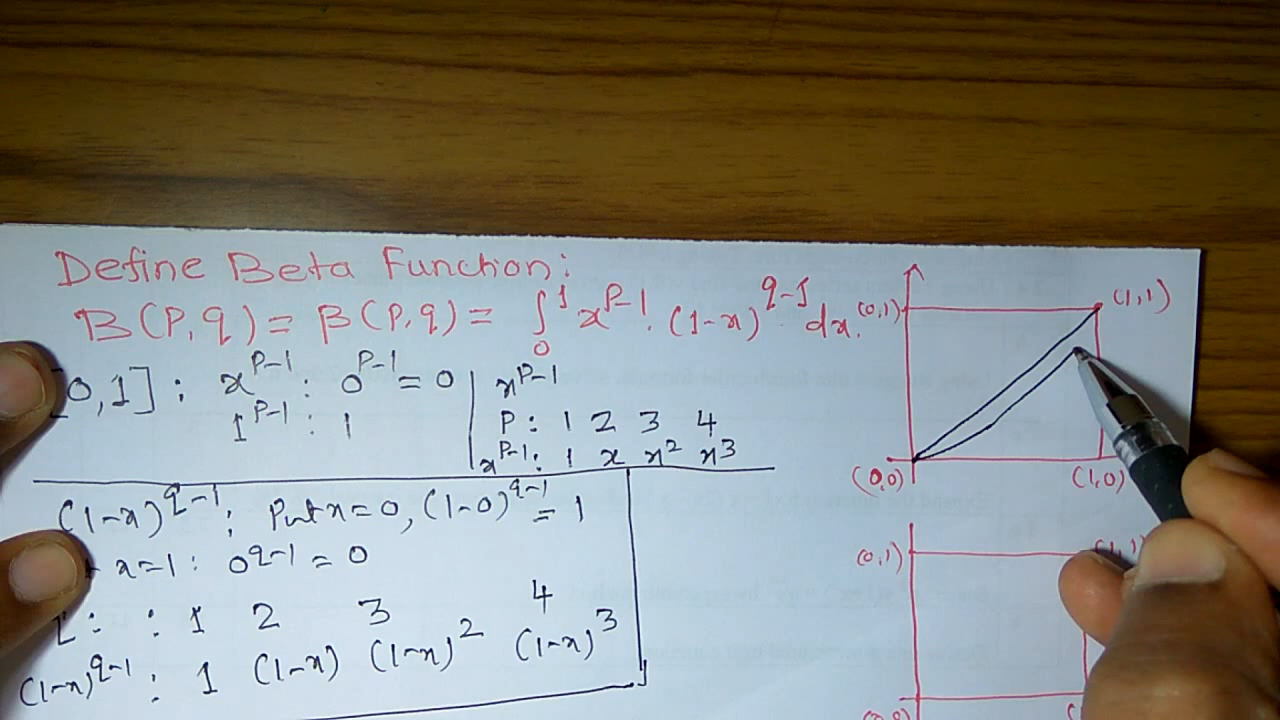 Define Beta Function:
B(P,q) = β(P,q) = ∫₀¹ x^{P-1} · (1-x)^{q-1} dx.
[0,1] : x^{P-1} : 0^{P-1} = 0
1^{P-1} : 1
x^{P-1}
P : 1 2 3 4
x^{P-1} : 1 x x² x³
(1-x)^{q-1} : Put x=0, (1-0)^{q-1} = 1
x=1 : 0^{q-1} = 0
: 1 2 3 4
(1-x)^{q-1} : 1 (1-x) (1-x)² (1-x)³
(0,1) (1,1)
(0,0) (1,0)
(0,1) (1,1)